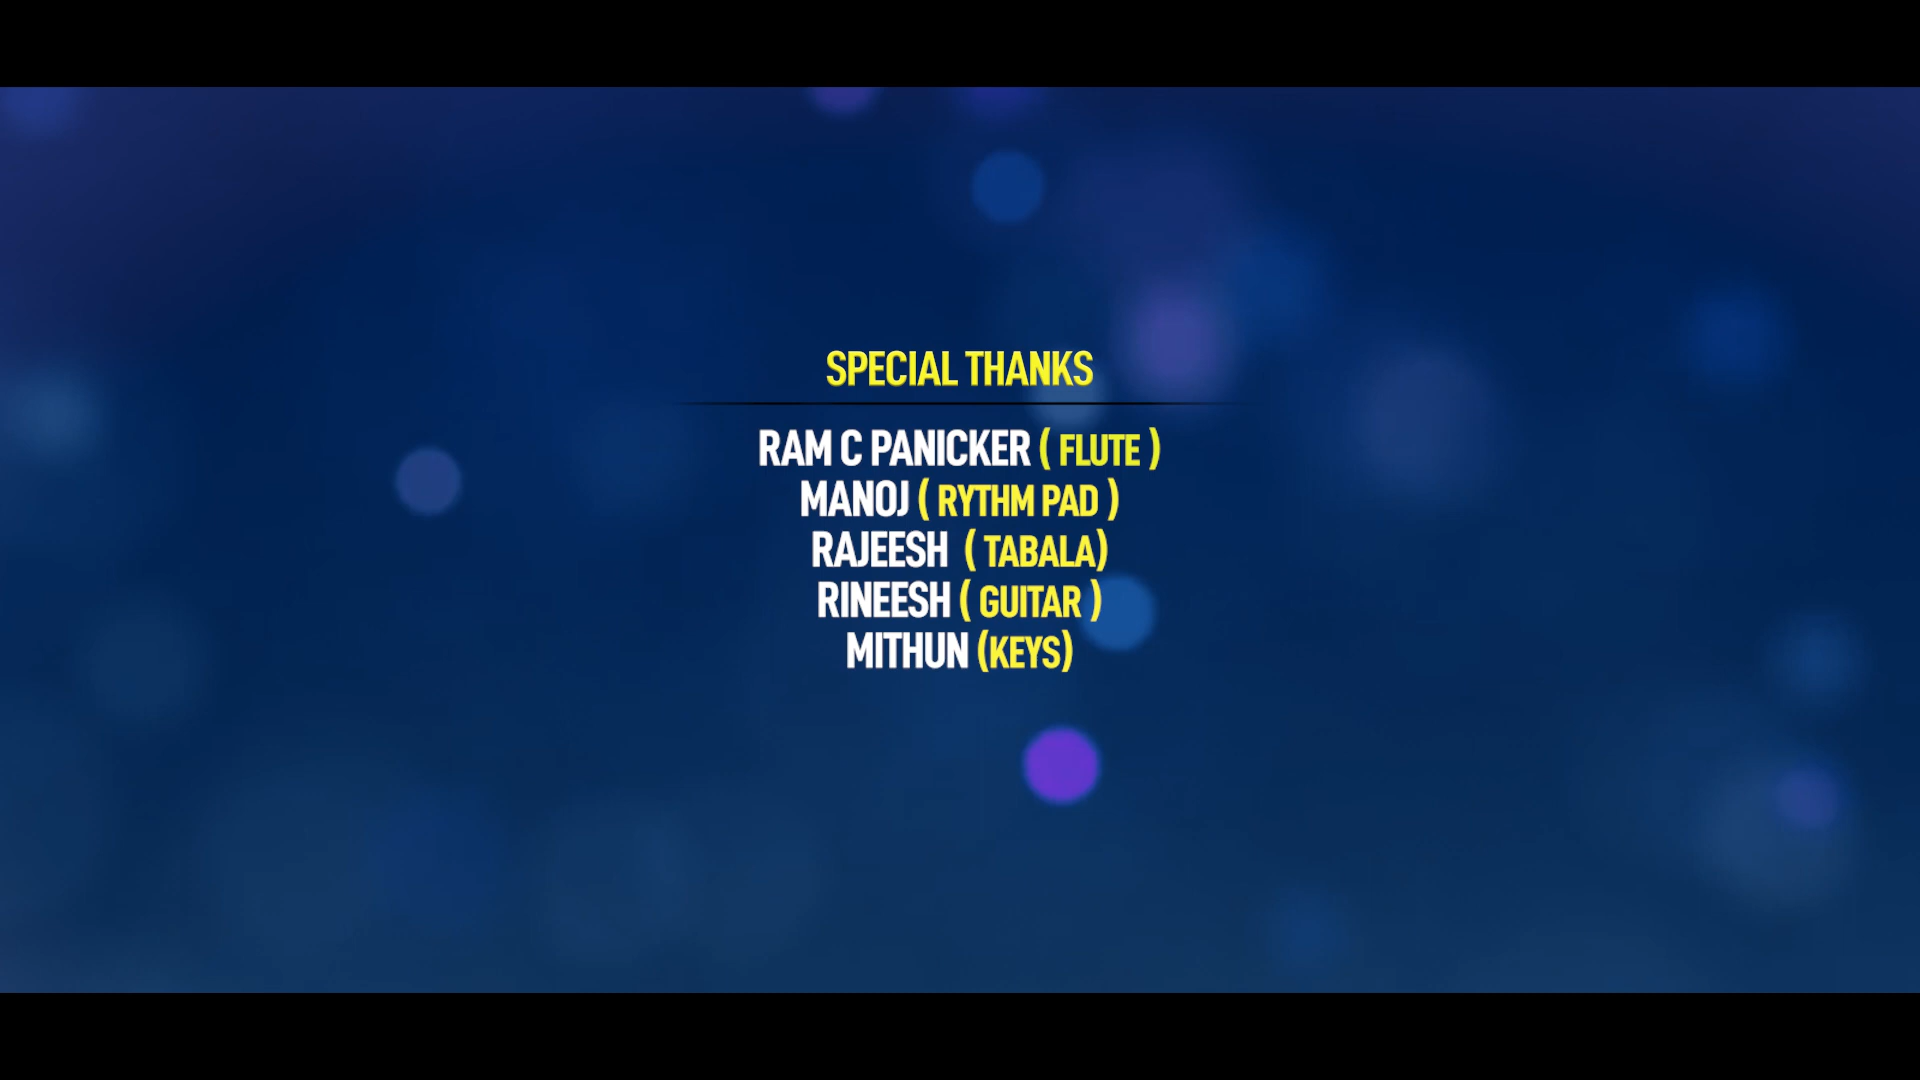 SPECIAL THANKS
RAM C PANICKER ( FLUTE )
MANOJ ( RYTHM PAD )
RAJEESH ( TABALA)
RINEESH ( GUITAR )
MITHUN (KEYS)